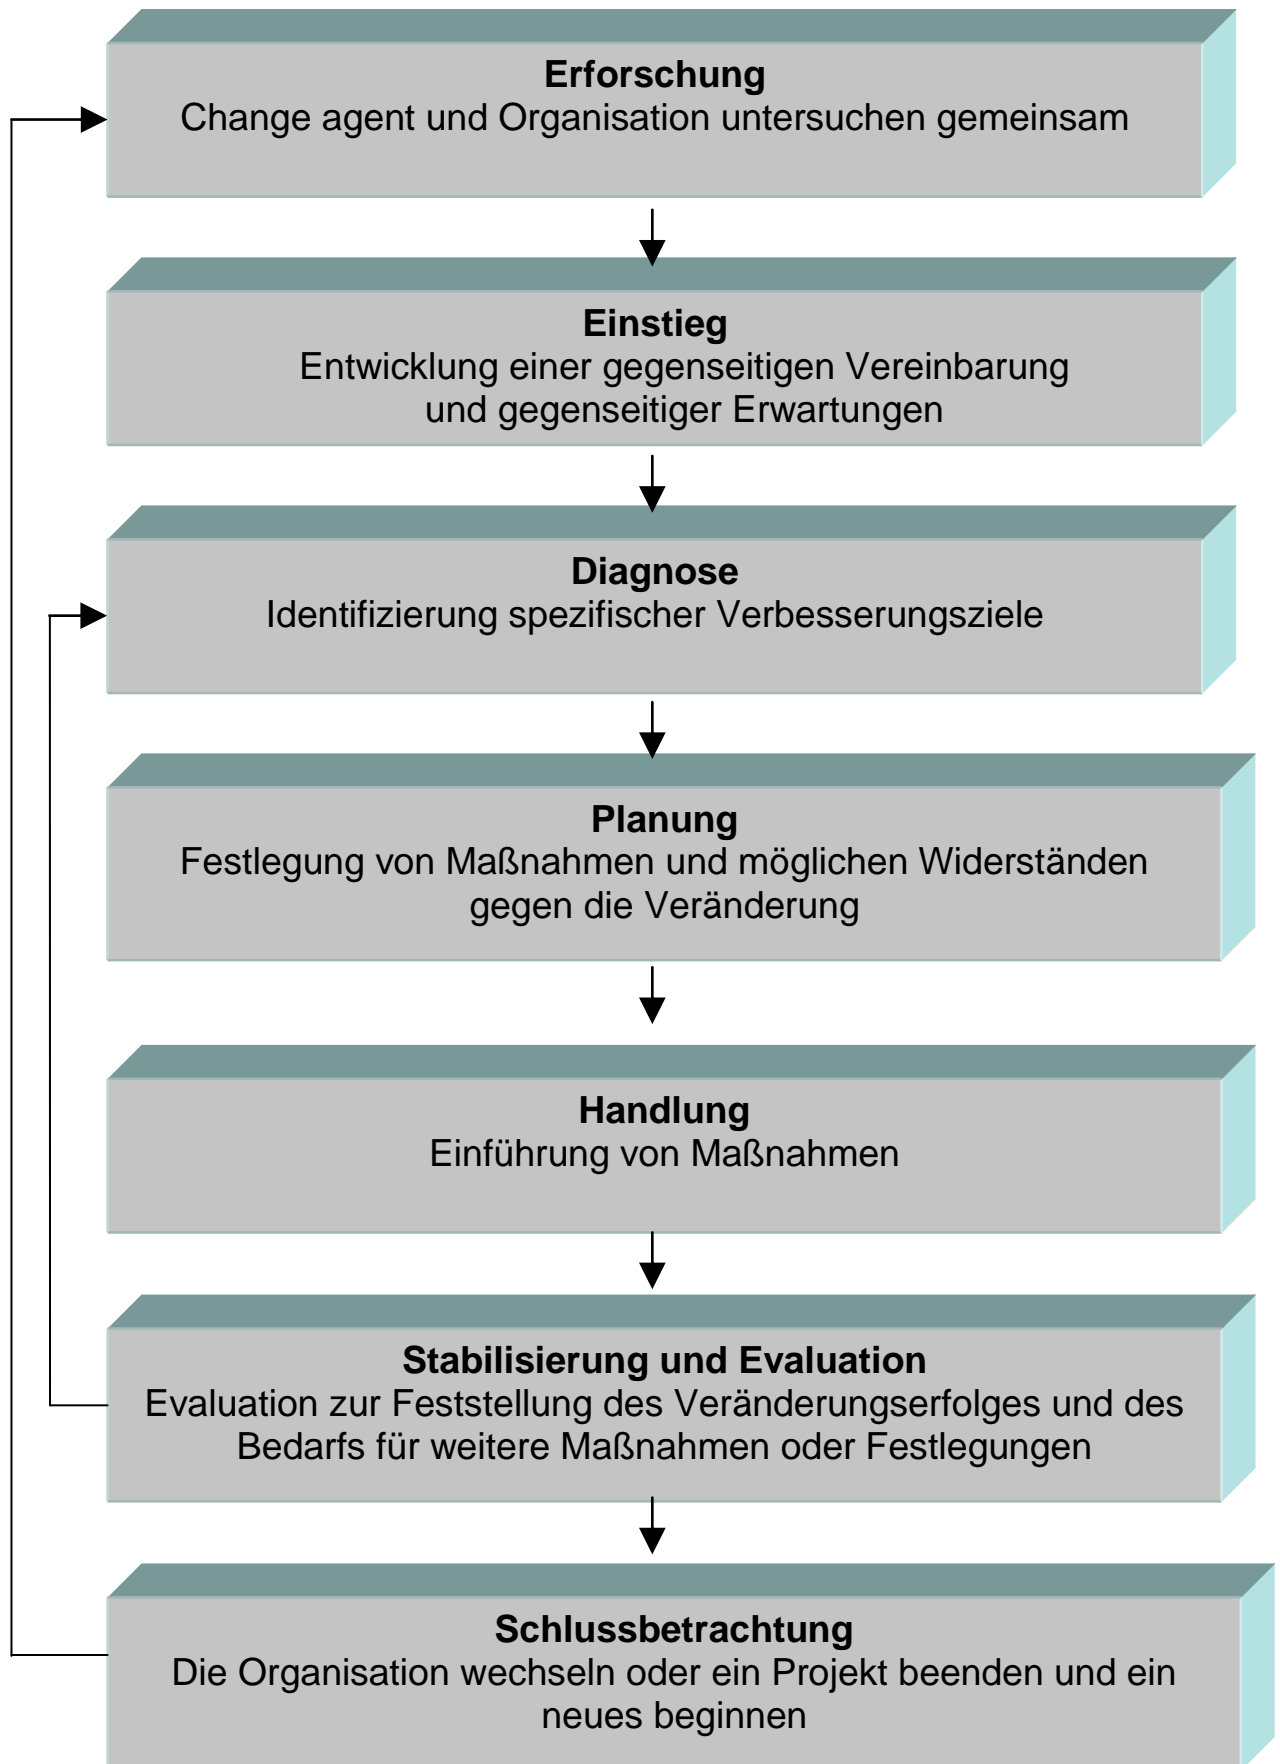 Erforschung
Change agent und Organisation untersuchen gemeinsam
Einstieg
Entwicklung einer gegenseitigen Vereinbarung
und gegenseitiger Erwartungen
Diagnose
Identifizierung spezifischer Verbesserungsziele
Planung
Festlegung von Maßnahmen und möglichen Widerständen
gegen die Veränderung
Handlung
Einführung von Maßnahmen
Stabilisierung und Evaluation
Evaluation zur Feststellung des Veränderungserfolges und des
Bedarfs für weitere Maßnahmen oder Festlegungen
Schlussbetrachtung
Die Organisation wechseln oder ein Projekt beenden und ein
neues beginnen